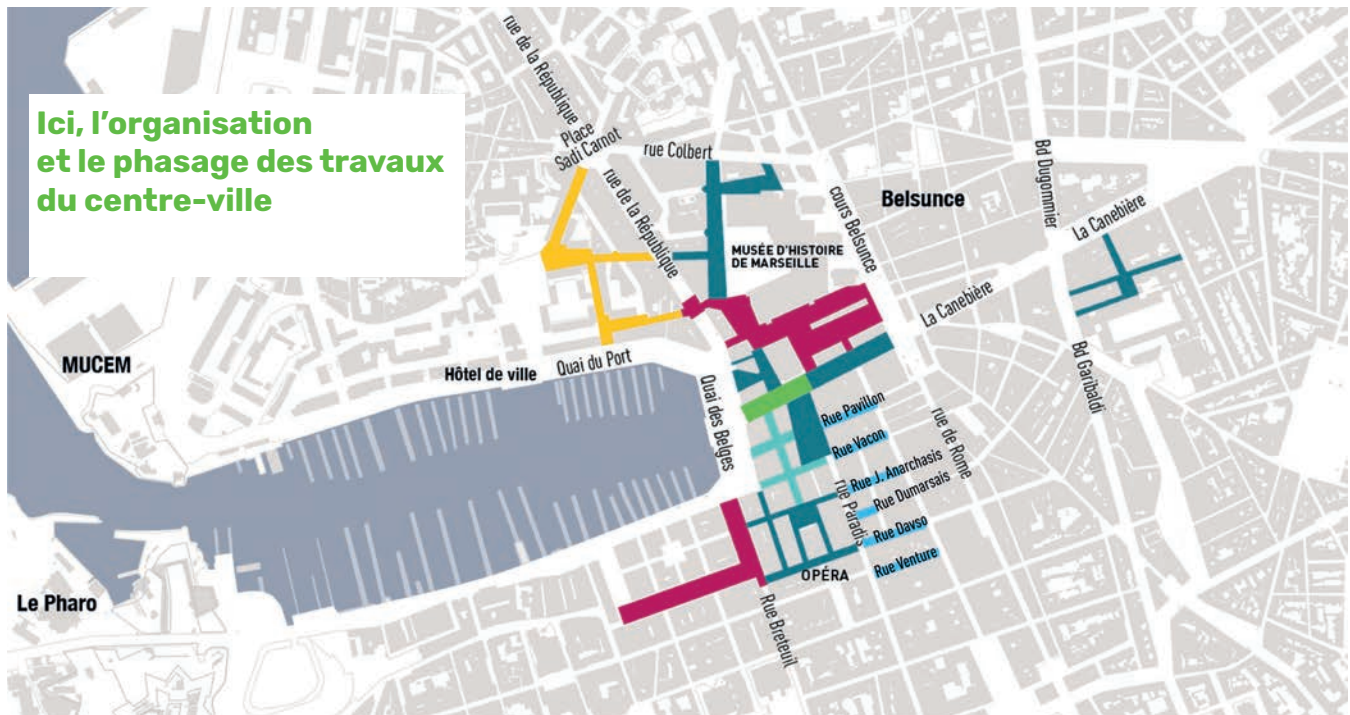 Ici, l'organisation
et le phasage des travaux
du centre-ville
rue de la République
Place
Sadi Carnot
rue Colbert
rue de la République
cours Belsunce
Belsunce
Bd Dugommier
La Canebière
MUSÉE D'HISTOIRE
DE MARSEILLE
La Canebière
MUCEM
Hôtel de ville
Quai du Port
Quai des Belges
Bd Garibaldi
Rue Pavillon
Rue Vacon
rue de Rome
Rue J. Anarchasis
rue Paradis
Rue Dumarsais
Rue Davso
Rue Venture
OPÉRA
Le Pharo
Rue Breteuil